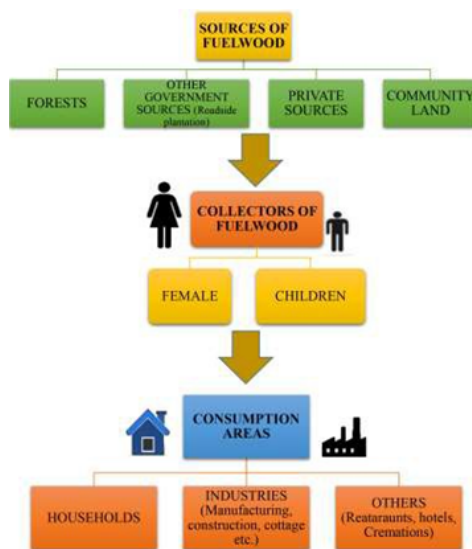 SOURCES OF
FUELWOOD
FORESTS
OTHER
GOVERNMENT
SOURCES (Roadside
plantation)
PRIVATE
SOURCES
COMMUNITY
LAND
COLLECTORS OF
FUELWOOD
FEMALE
CHILDREN
CONSUMPTION
AREAS
HOUSEHOLDS
INDUSTRIES
(Manufacturing,
construction, cottage
etc.)
OTHERS
(Reataraunts, hotels,
Cremations)